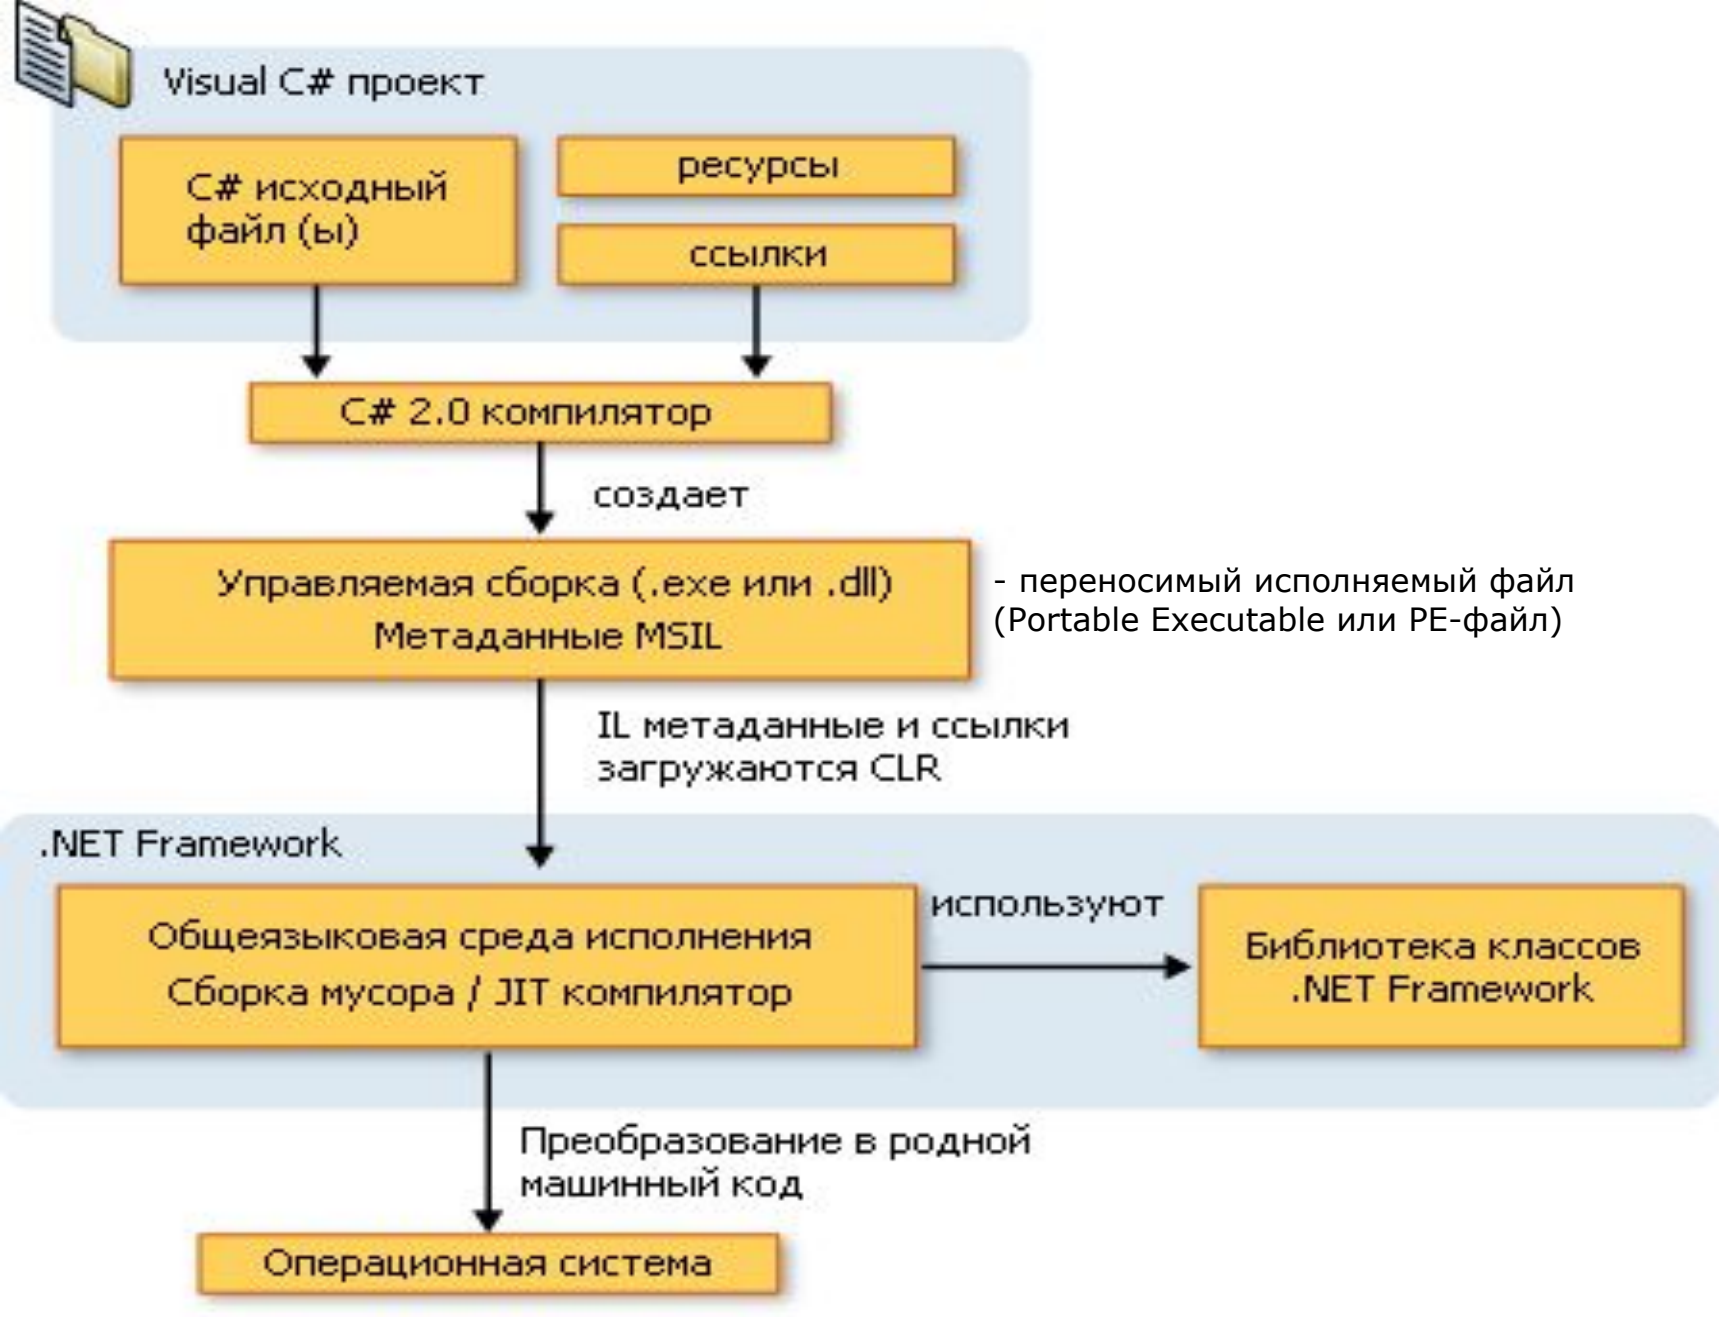 Visual C# проект
C# исходный
файл (ы)
ресурсы
ссылки
C# 2.0 компилятор
создает
Управляемая сборка (.exe или .dll)
Метаданные MSIL
- переносимый исполняемый файл
(Portable Executable или PE-файл)
IL метаданные и ссылки
загружаются CLR
.NET Framework
Общеязыковая среда исполнения
Сборка мусора / JIT компилятор
используют
Библиотека классов
.NET Framework
Преобразование в родной
машинный код
Операционная система